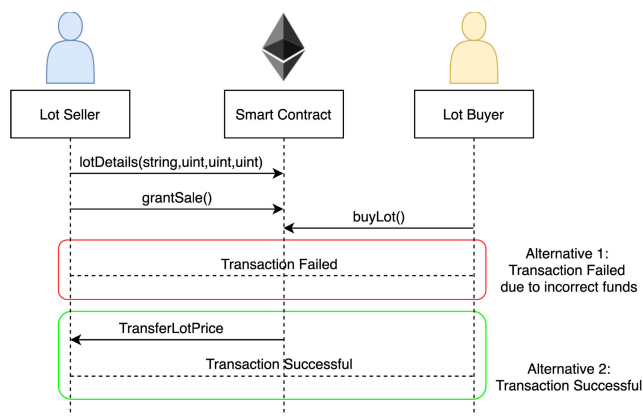 Lot Seller
Smart Contract
Lot Buyer
lotDetails(string,uint,uint,uint)
grantSale()
buyLot()
Transaction Failed
Alternative 1:
Transaction Failed
due to incorrect funds
TransferLotPrice
Transaction Successful
Alternative 2:
Transaction Successful